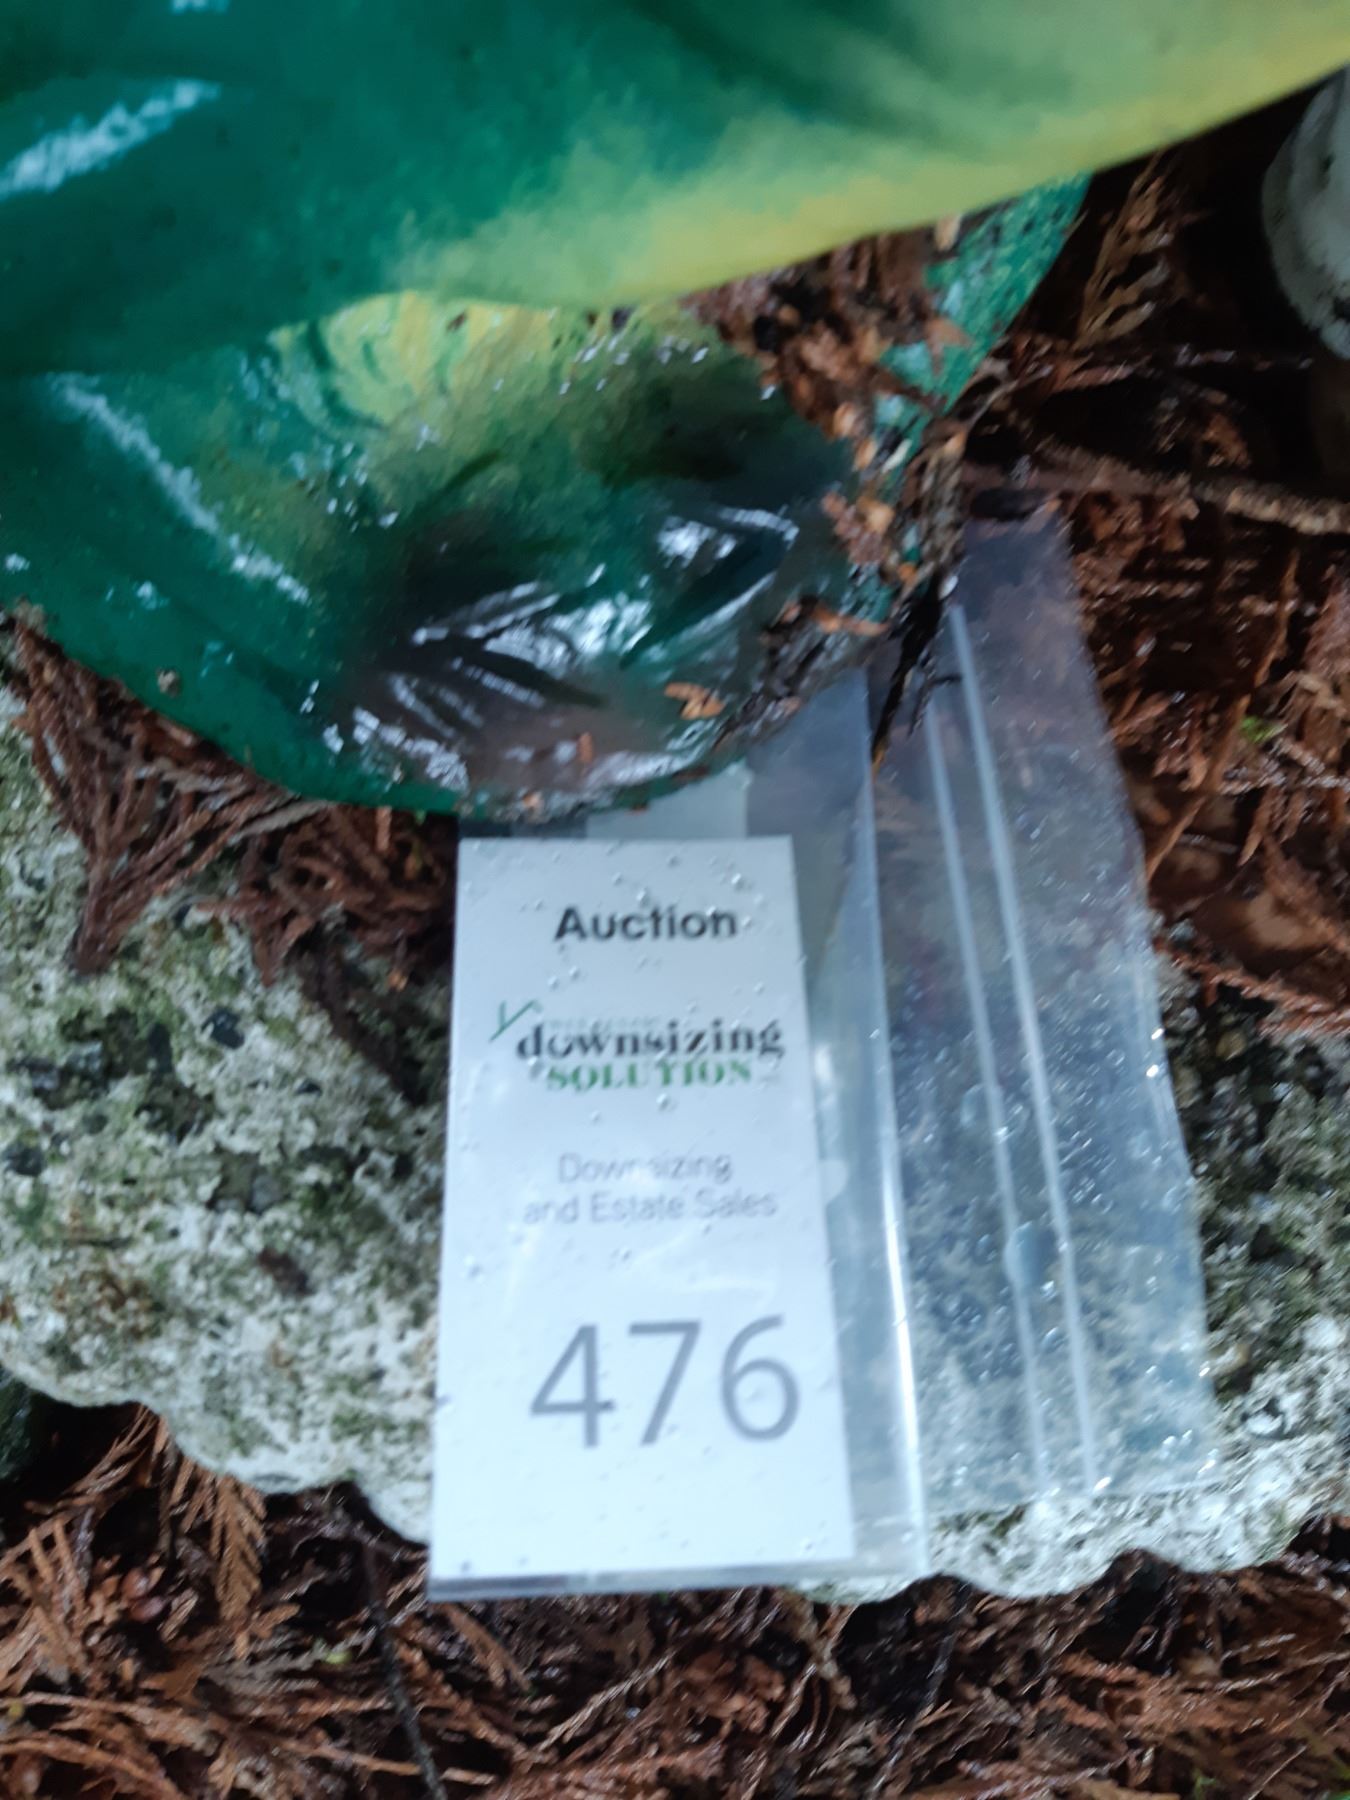 Auction
downsizing
SOLUTION
Downsizing
and Estate Sales
476